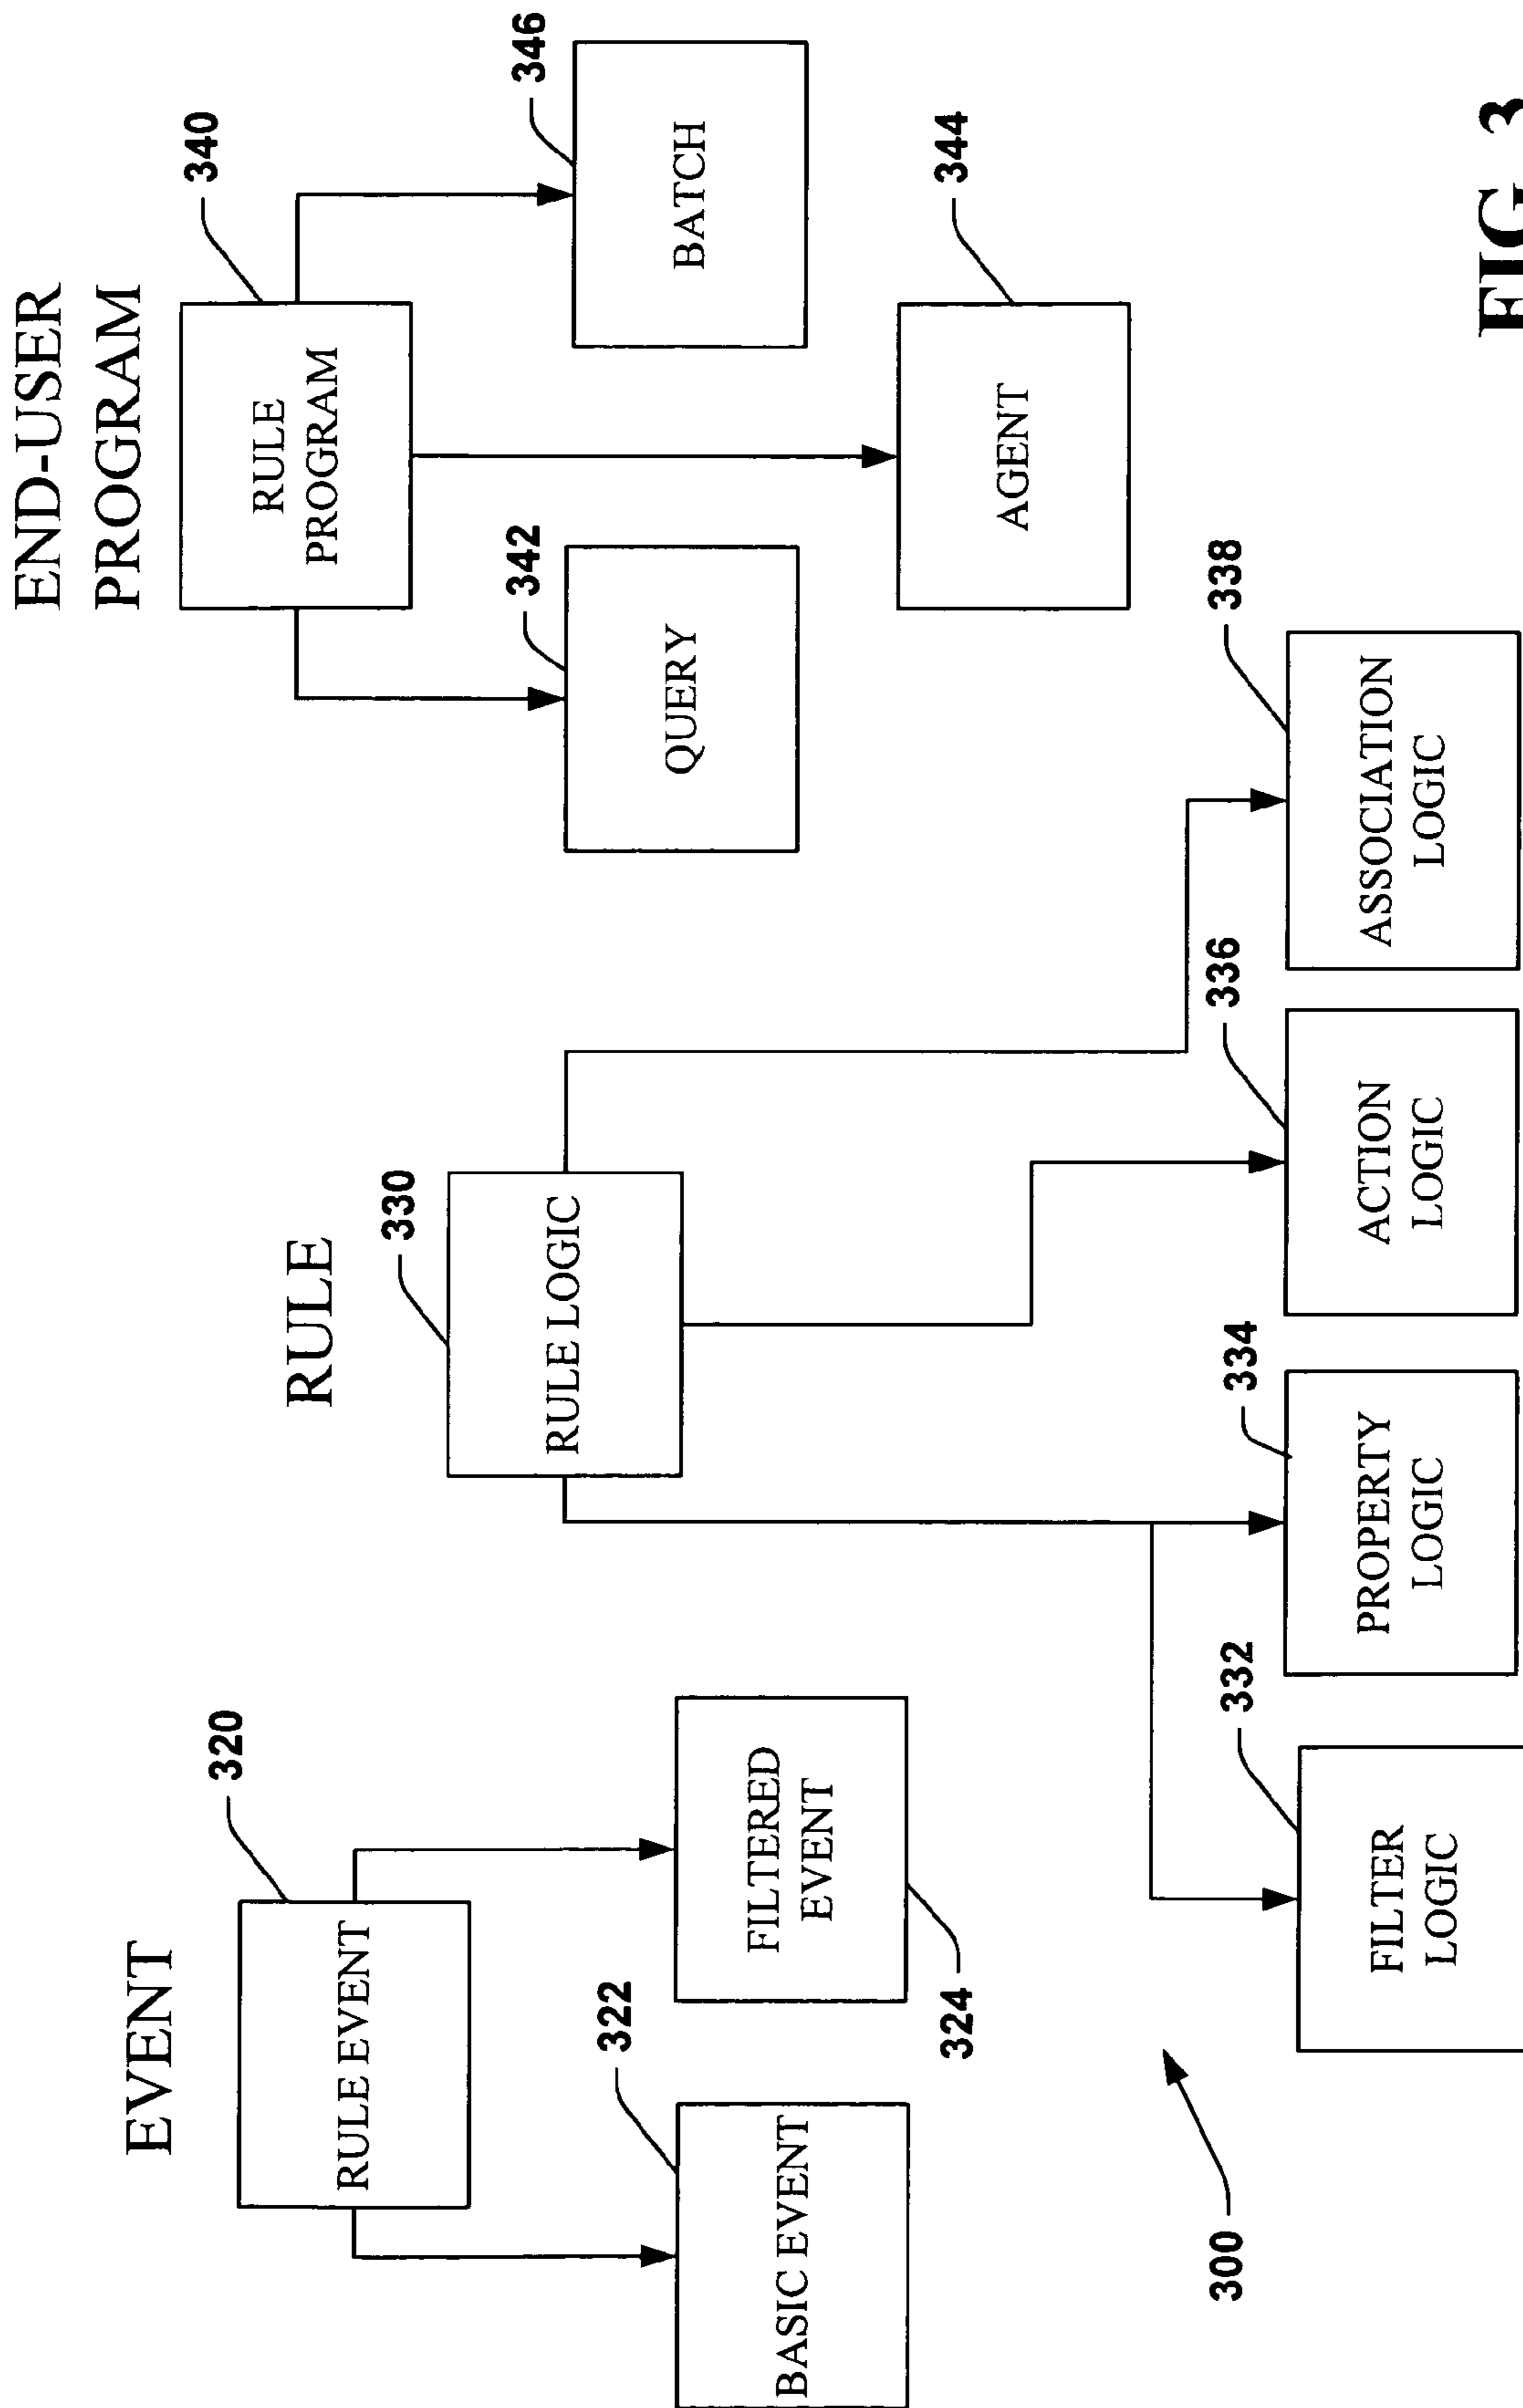 END-USER
PROGRAM
340
RULE
PROGRAM
342
QUERY
346
BATCH
344
AGENT
RULE
330
RULE LOGIC
EVENT
320
RULE EVENT
322
BASIC EVENT
FILTERED
EVENT
324
332
FILTER
LOGIC
334
PROPERTY
LOGIC
336
ACTION
LOGIC
338
ASSOCIATION
LOGIC
300
FIG. 3